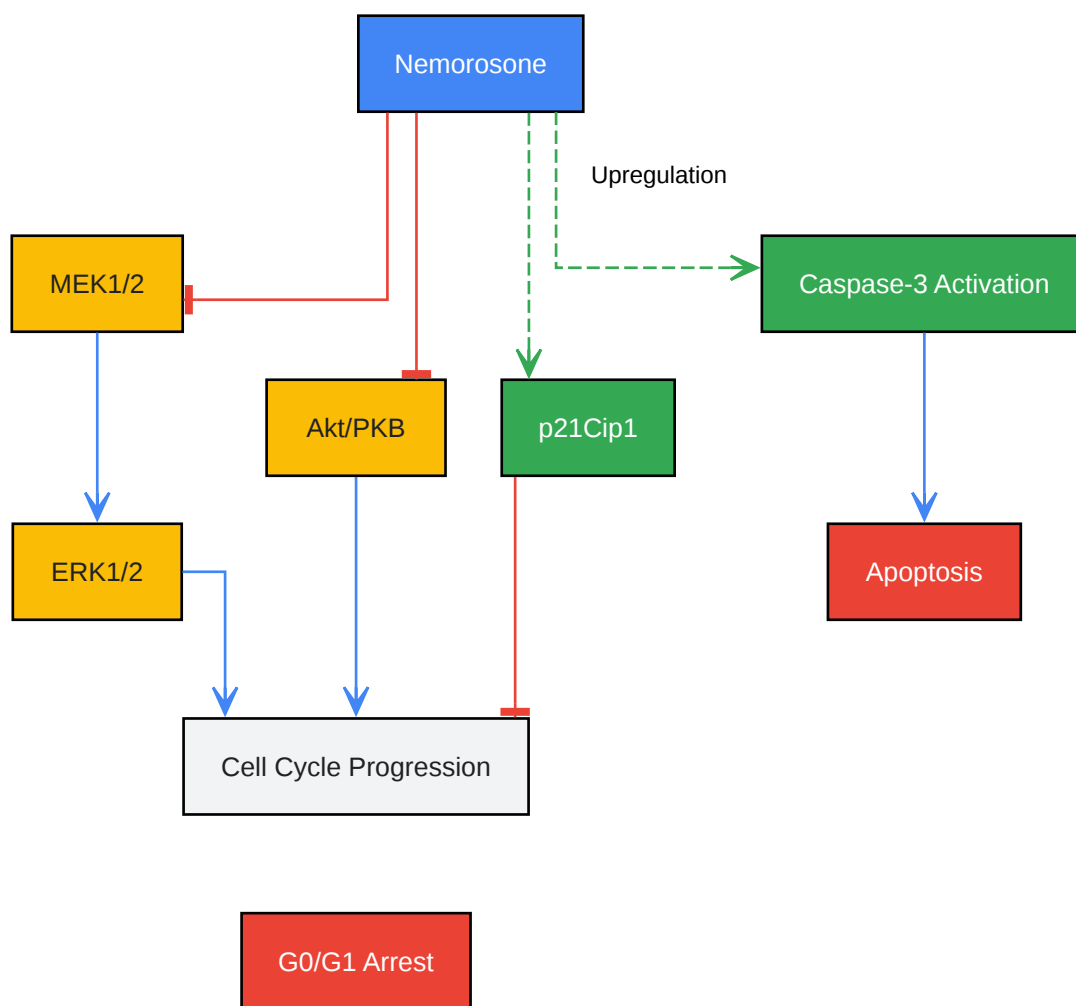 Nemorosone
Upregulation
MEK1/2
Caspase-3 Activation
Akt/PKB
p21Cip1
ERK1/2
Apoptosis
Cell Cycle Progression
G0/G1 Arrest